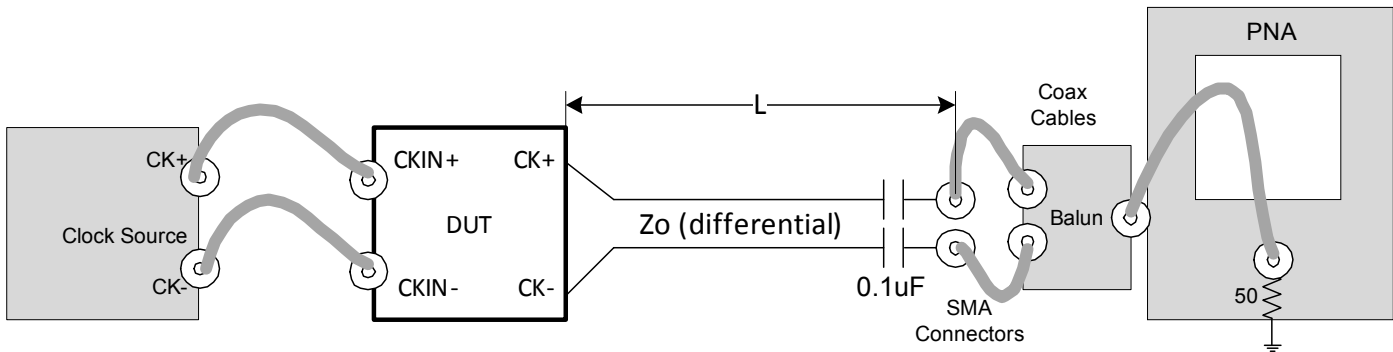 PNA
Coax
Cables
L
CK+
CKIN+
CK+
Clock Source
DUT
Zo (differential)
Balun
CK-
CKIN-
CK-
0.1uF
SMA
Connectors
50